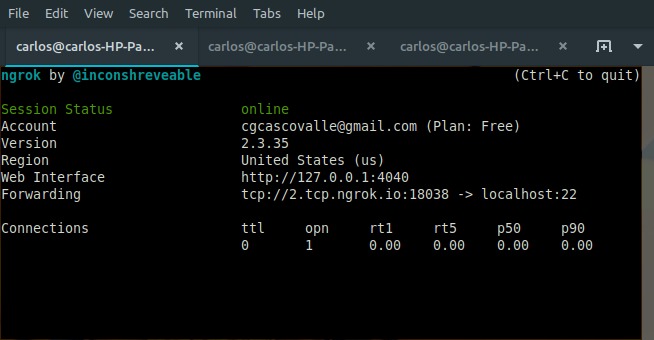 File Edit View Search Terminal Tabs Help
carlos@carlos-HP-Pa... × carlos@carlos-HP-Pa... × carlos@carlos-HP-Pa... ×
ngrok by @inconshreveable (Ctrl+C to quit)
Session Status online
Account cgcascovalle@gmail.com (Plan: Free)
Version 2.3.35
Region United States (us)
Web Interface http://127.0.0.1:4040
Forwarding tcp://2.tcp.ngrok.io:18038 -> localhost:22
Connections ttl opn rt1 rt5 p50 p90
0 1 0.00 0.00 0.00 0.00